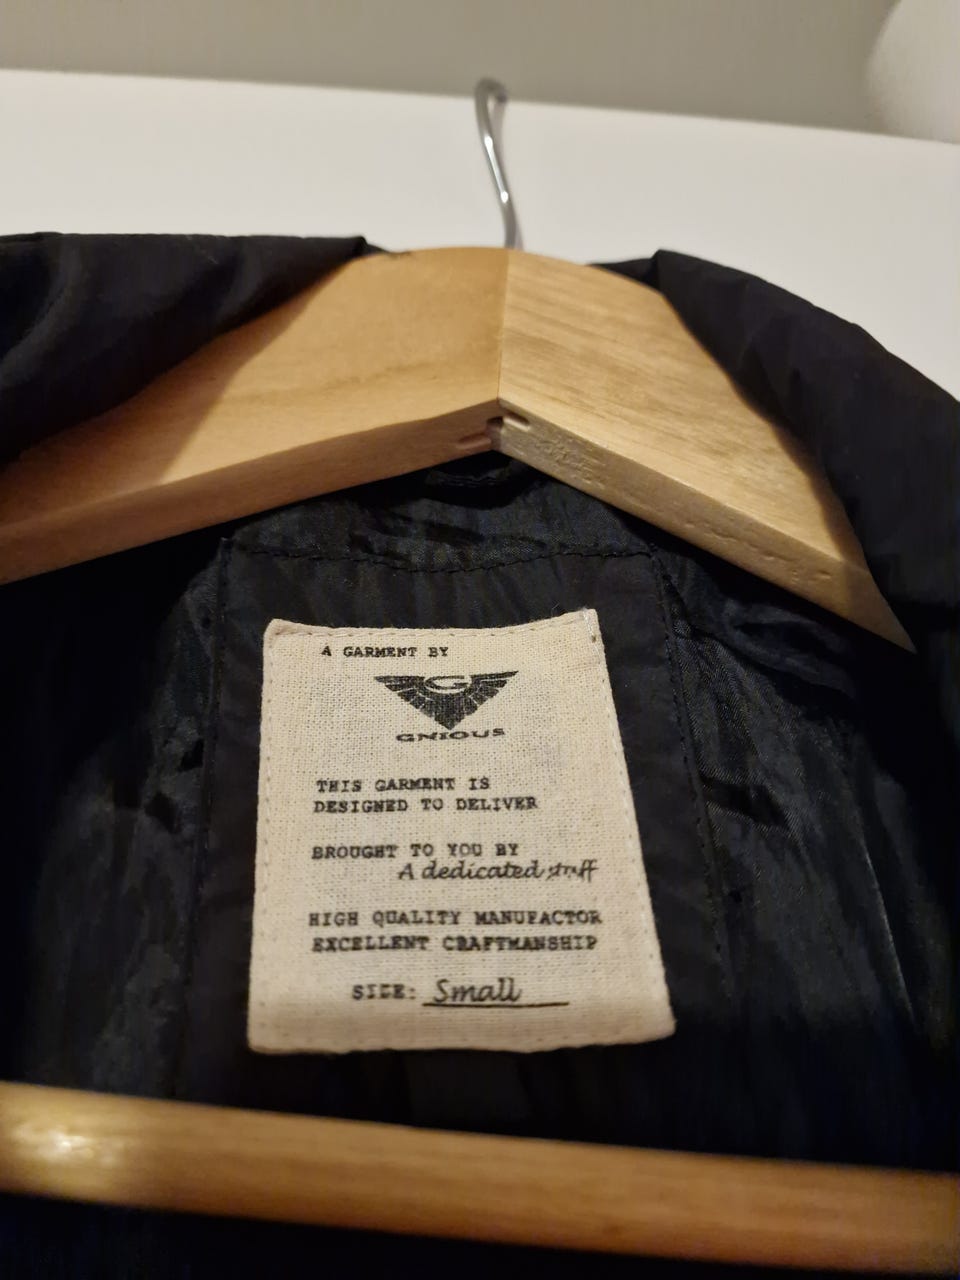 A GARMENT BY
G
GNIOUS
THIS GARMENT IS
DESIGNED TO DELIVER
BROUGHT TO YOU BY
A dedicated staff
HIGH QUALITY MANUFACTOR
EXCELLENT CRAFTMANSHIP
SIZE: Small